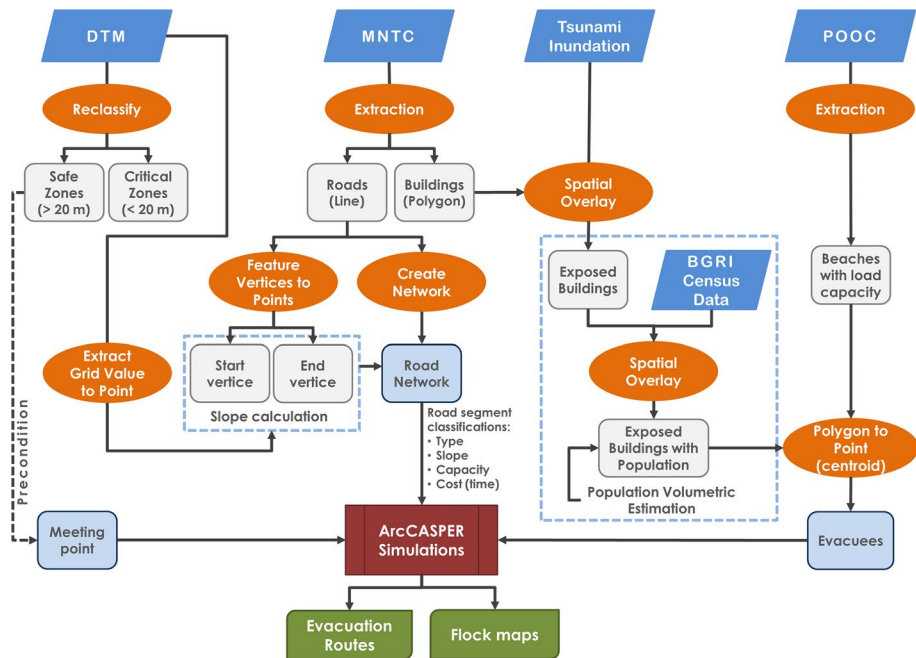 DTM
MNTC
Tsunami
Inundation
POOC
Reclassify
Extraction
Extraction
Safe
Zones
(> 20 m)
Critical
Zones
(< 20 m)
Roads
(Line)
Buildings
(Polygon)
Spatial
Overlay
Feature
Vertices to
Points
Create
Network
Exposed
Buildings
BGRI
Census
Data
Beaches
with load
capacity
Extract
Grid Value
to Point
Start
vertice
End
vertice
Slope calculation
Road
Network
Spatial
Overlay
Road segment
classifications:
• Type
• Slope
• Capacity
• Cost (time)
Exposed
Buildings with
Population
Population Volumetric
Estimation
Polygon to
Point
(centroid)
Precondition
Meeting
point
ArcCASPER
Simulations
Evacuees
Evacuation
Routes
Flock maps